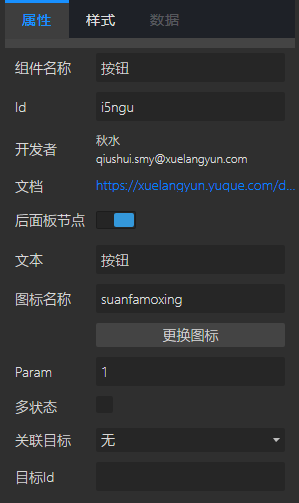 属性 样式 数据
组件名称 按钮
Id i5ngu
开发者 秋水
qiushui.smy@xuelangyun.com
文档 https://xuelangyun.yuque.com/d...
后面板节点
文本 按钮
图标名称 suanfamoxing
更换图标
Param 1
多状态
关联目标 无
目标Id